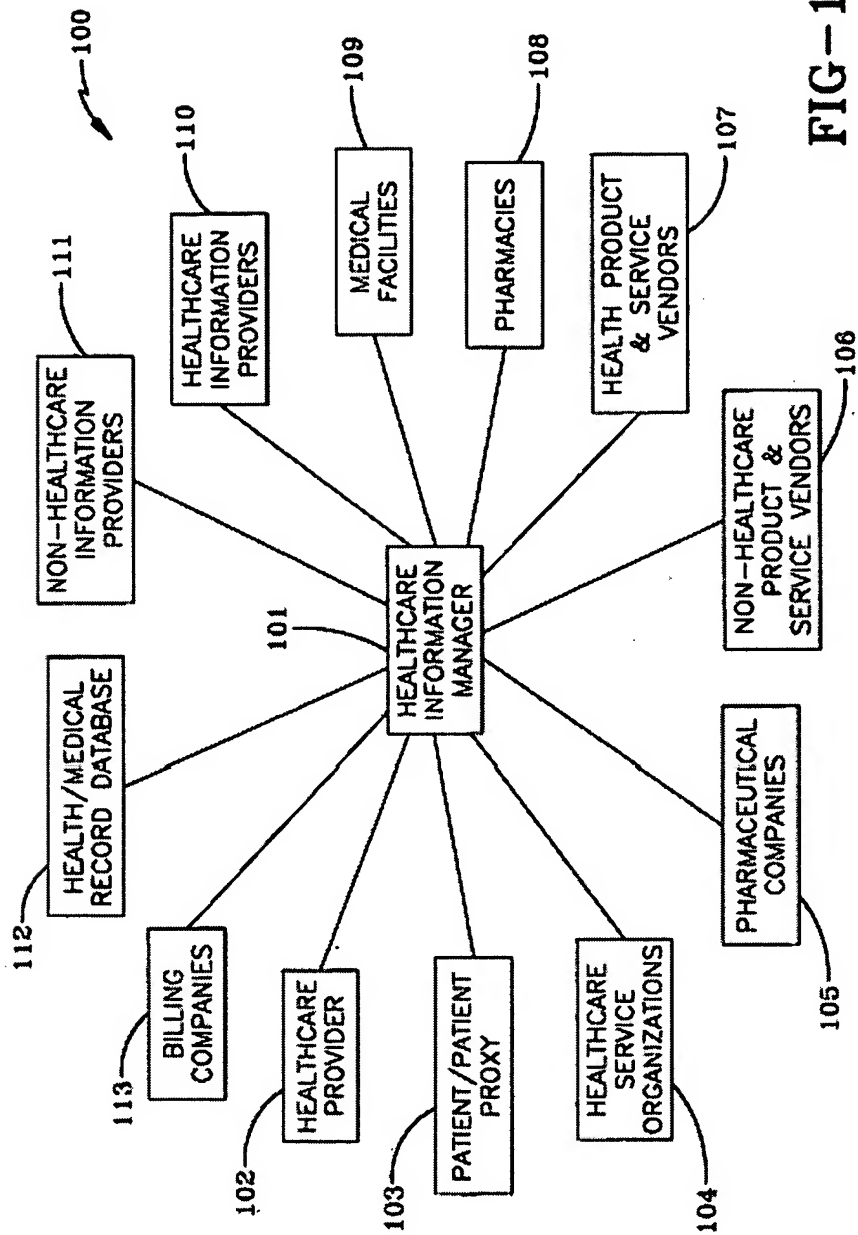 100
NON-HEALTHCARE
INFORMATION
PROVIDERS
111
HEALTHCARE
INFORMATION
PROVIDERS
110
MEDICAL
FACILITIES
109
PHARMACIES
108
HEALTH PRODUCT
& SERVICE
VENDORS
107
NON-HEALTHCARE
PRODUCT &
SERVICE VENDORS
106
PHARMACEUTICAL
COMPANIES
105
HEALTHCARE
SERVICE
ORGANIZATIONS
104
PATIENT/PATIENT
PROXY
103
HEALTHCARE
PROVIDER
102
BILLING
COMPANIES
113
HEALTH/MEDICAL
RECORD DATABASE
112
101
HEALTHCARE
INFORMATION
MANAGER
FIG-1